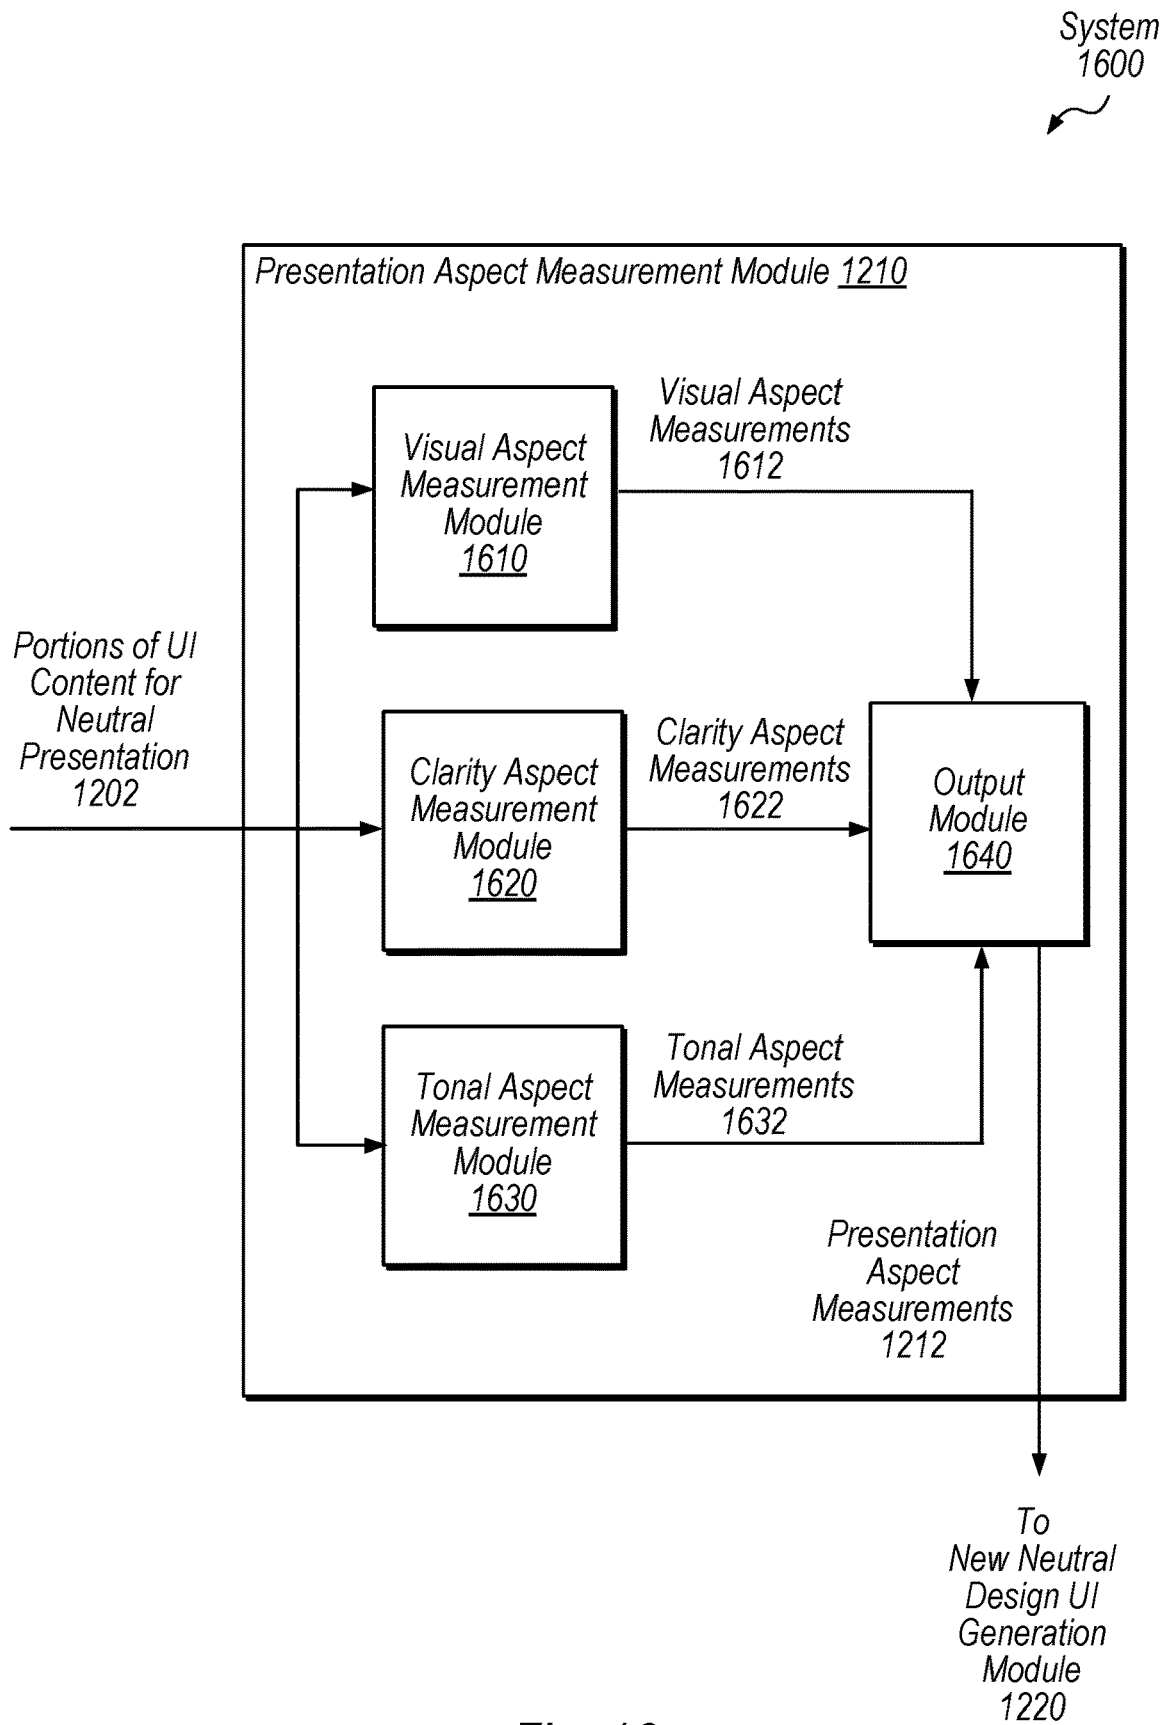 System
1600
Presentation Aspect Measurement Module 1210
Visual Aspect
Measurement
Module
1610
Visual Aspect
Measurements
1612
Portions of UI
Content for
Neutral
Presentation
1202
Clarity Aspect
Measurement
Module
1620
Clarity Aspect
Measurements
1622
Output
Module
1640
Tonal Aspect
Measurement
Module
1630
Tonal Aspect
Measurements
1632
Presentation
Aspect
Measurements
1212
To
New Neutral
Design UI
Generation
Module
1220